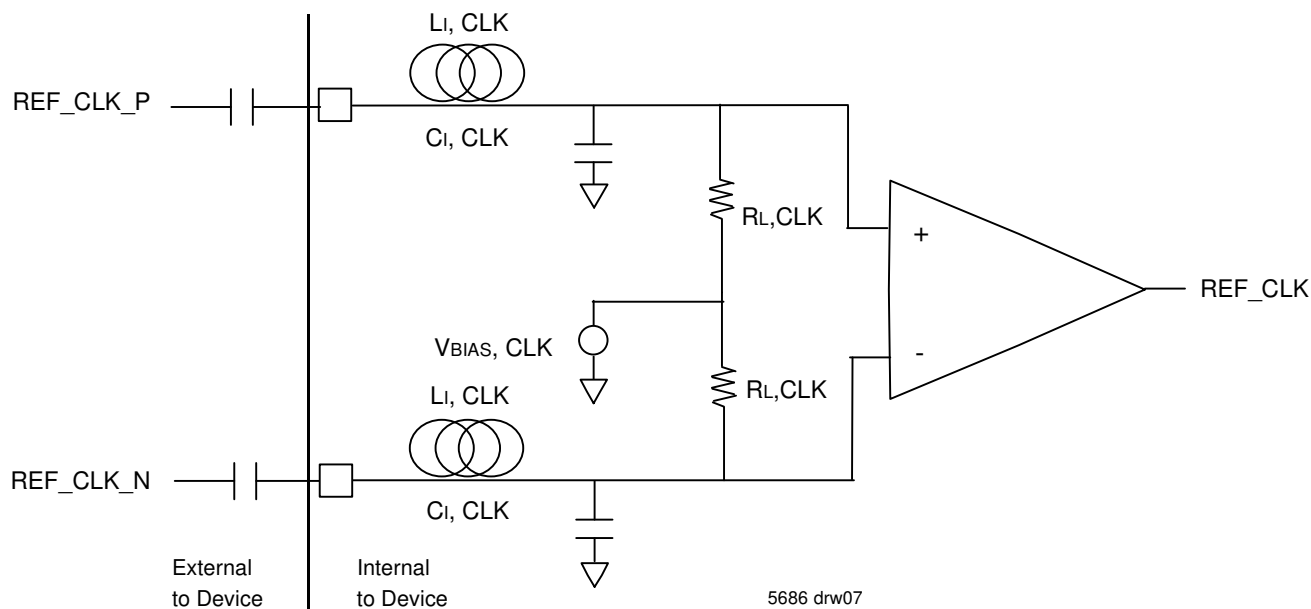 LI, CLK
REF_CLK_P
CI, CLK
RL,CLK
+
REF_CLK
VBIAS, CLK
-
LI, CLK
RL,CLK
REF_CLK_N
CI, CLK
External
to Device
Internal
to Device
5686 drw07